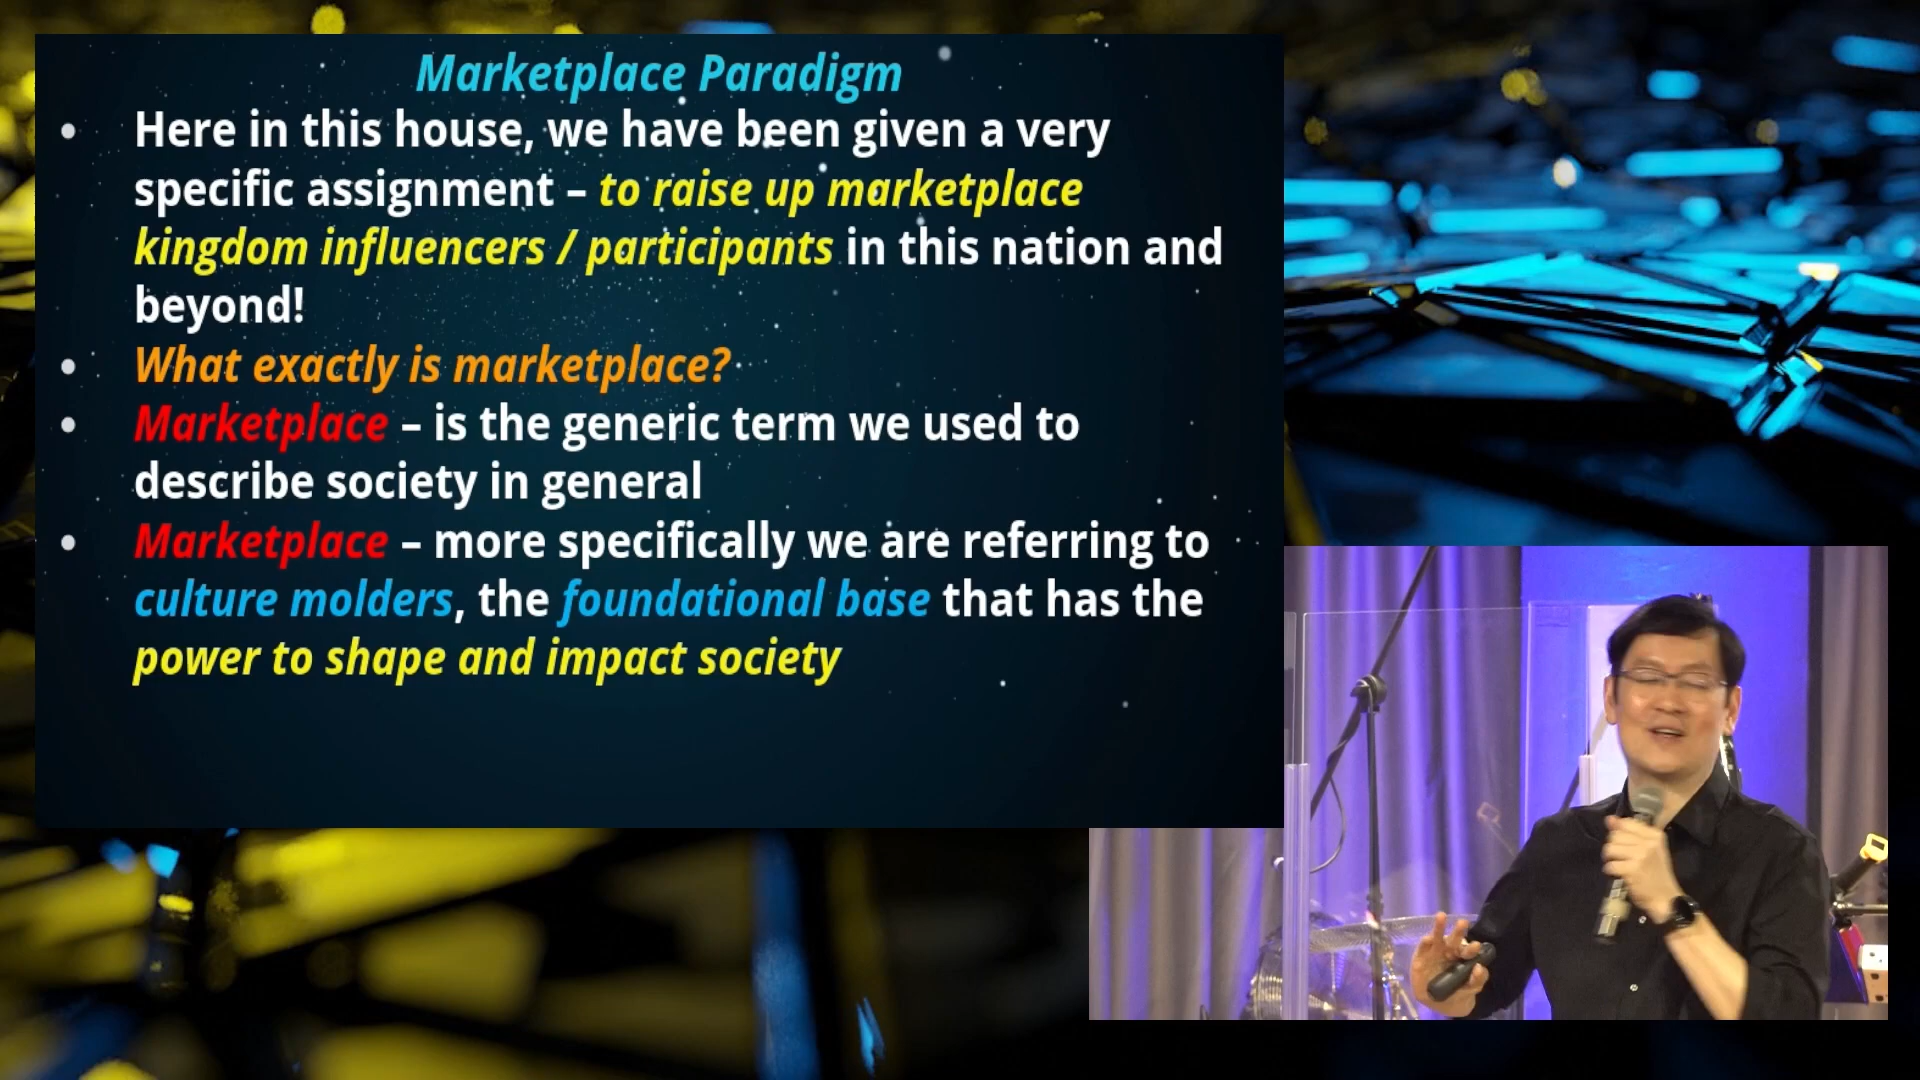 Marketplace Paradigm
• Here in this house, we have been given a very
specific assignment – to raise up marketplace
kingdom influencers / participants in this nation and
beyond!
• What exactly is marketplace?
• Marketplace – is the generic term we used to
describe society in general
• Marketplace – more specifically we are referring to
culture molders, the foundational base that has the
power to shape and impact society